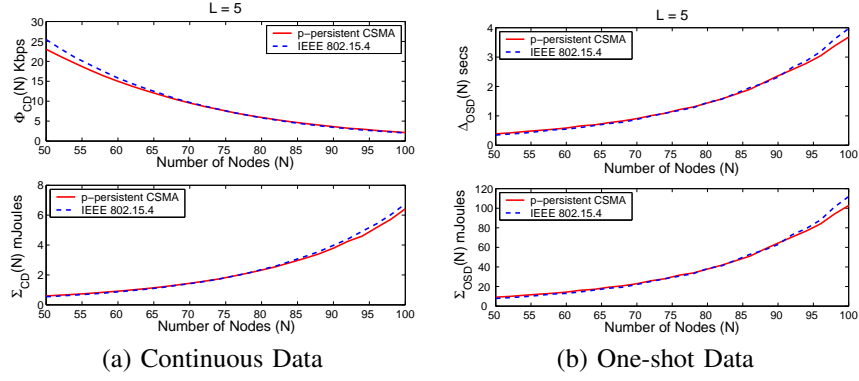 L = 5
Φ_CD(N) Kbps
30
25
20
15
10
5
0
p−persistent CSMA
IEEE 802.15.4
50 55 60 65 70 75 80 85 90 95 100
Number of Nodes (N)
Σ_CD(N) mJoules
8
6
4
2
0
p−persistent CSMA
IEEE 802.15.4
50 55 60 65 70 75 80 85 90 95 100
Number of Nodes (N)
(a) Continuous Data
L = 5
Δ_OSD(N) secs
4
3
2
1
0
p−persistent CSMA
IEEE 802.15.4
50 55 60 65 70 75 80 85 90 95 100
Number of Nodes (N)
Σ_OSD(N) mJoules
120
100
80
60
40
20
0
p−persistent CSMA
IEEE 802.15.4
50 55 60 65 70 75 80 85 90 95 100
Number of Nodes (N)
(b) One-shot Data